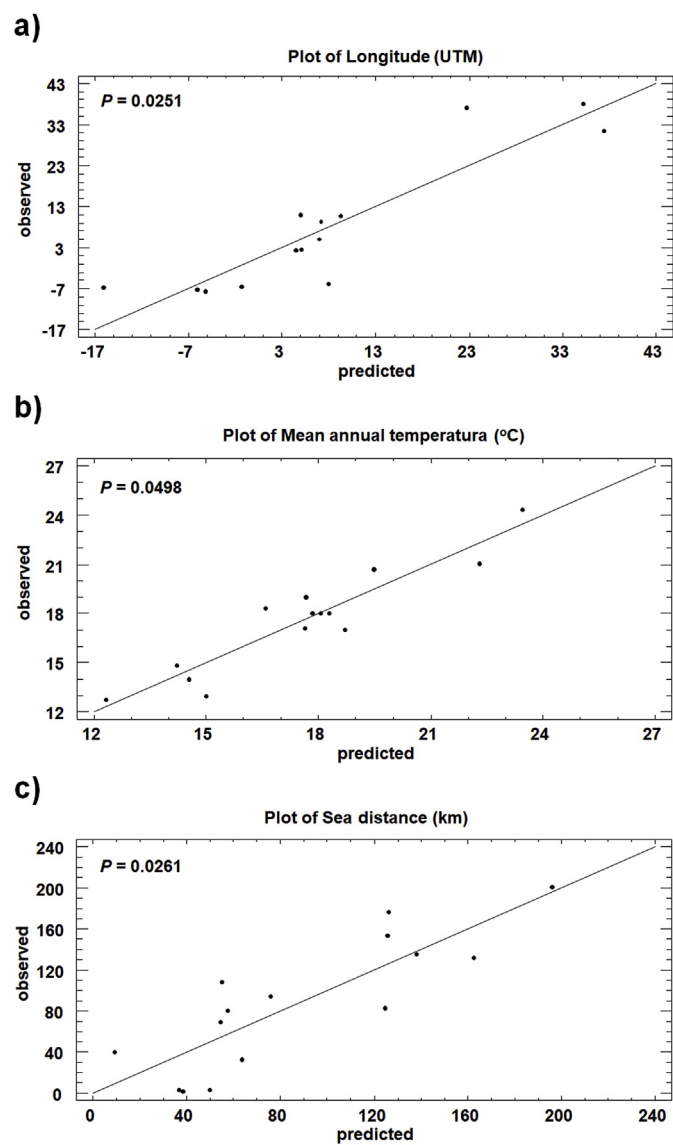 a)
Plot of Longitude (UTM)
P = 0.0251
43
33
23
13
3
-7
-17
observed
-17 -7 3 13 23 33 43
predicted
b)
Plot of Mean annual temperatura (ºC)
P = 0.0498
27
24
21
18
15
12
observed
12 15 18 21 24 27
predicted
c)
Plot of Sea distance (km)
P = 0.0261
240
200
160
120
80
40
0
observed
0 40 80 120 160 200 240
predicted